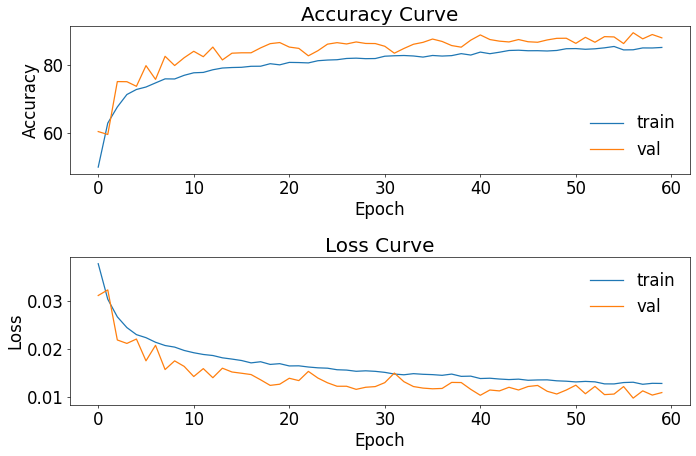 Accuracy Curve
80
60
Accuracy
train
val
0 10 20 30 40 50 60
Epoch
Loss Curve
0.03
0.02
0.01
Loss
train
val
0 10 20 30 40 50 60
Epoch